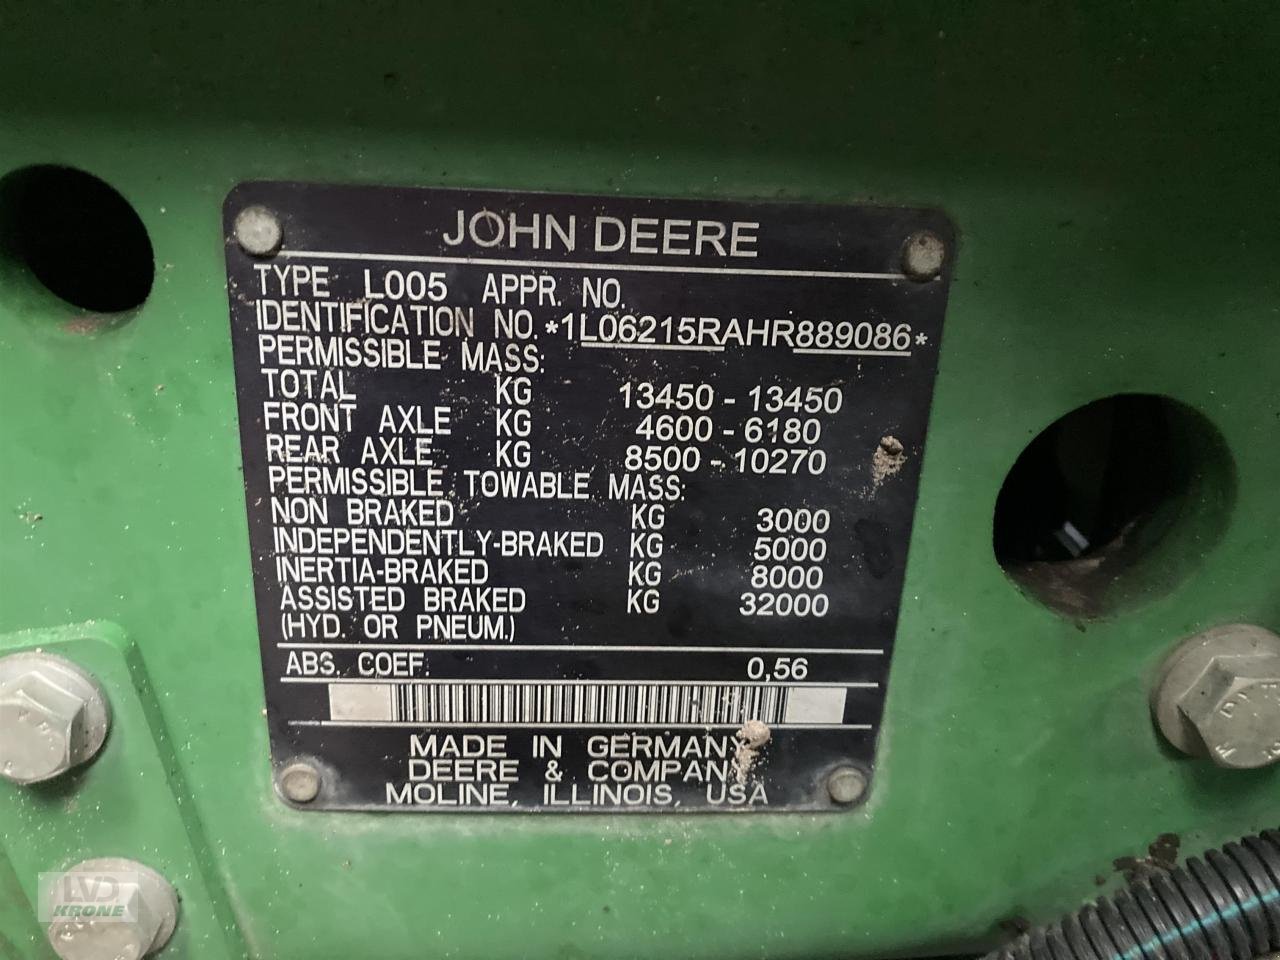 JOHN DEERE
TYPE L005 APPR. NO.
IDENTIFICATION NO. *1L06215RAHR889086*
PERMISSIBLE MASS:
TOTAL KG 13450 - 13450
FRONT AXLE KG 4600 - 6180
REAR AXLE KG 8500 - 10270
PERMISSIBLE TOWABLE MASS:
NON BRAKED KG 3000
INDEPENDENTLY-BRAKED KG 5000
INERTIA-BRAKED KG 8000
ASSISTED BRAKED KG 32000
(HYD. OR PNEUM.)
ABS. COEF. 0,56
MADE IN GERMANY
DEERE & COMPANY
MOLINE, ILLINOIS, USA
LVD
KRONE